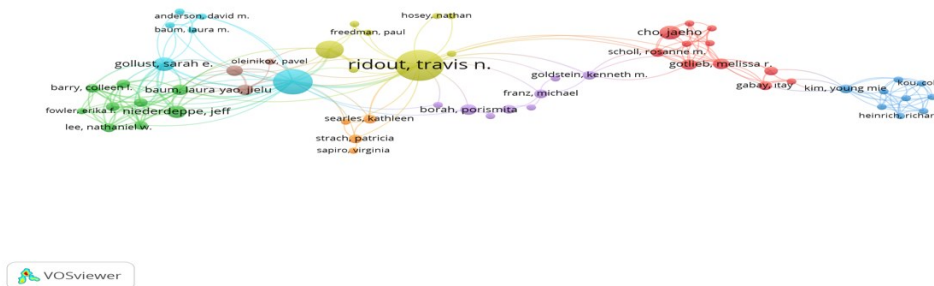 anderson, david m.
hosey, nathan
baum, laura m.
freedman, paul
cho, jaeho
scholl, rosanne m.
gollust, sarah e.
oleinikov, pavel
ridout, travis n.
gotlieb, melissa r.
goldstein, kenneth m.
barry, colleen l.
baum, laura yao, jielu
franz, michael
gabay, itay
kim, young mie
kou, co
fowler, erika f.
niederdeppe, jeff
borah, porismita
heinrich, richar
lee, nathaniel w.
searles, kathleen
strach, patricia
sapiro, virginia
VOSviewer